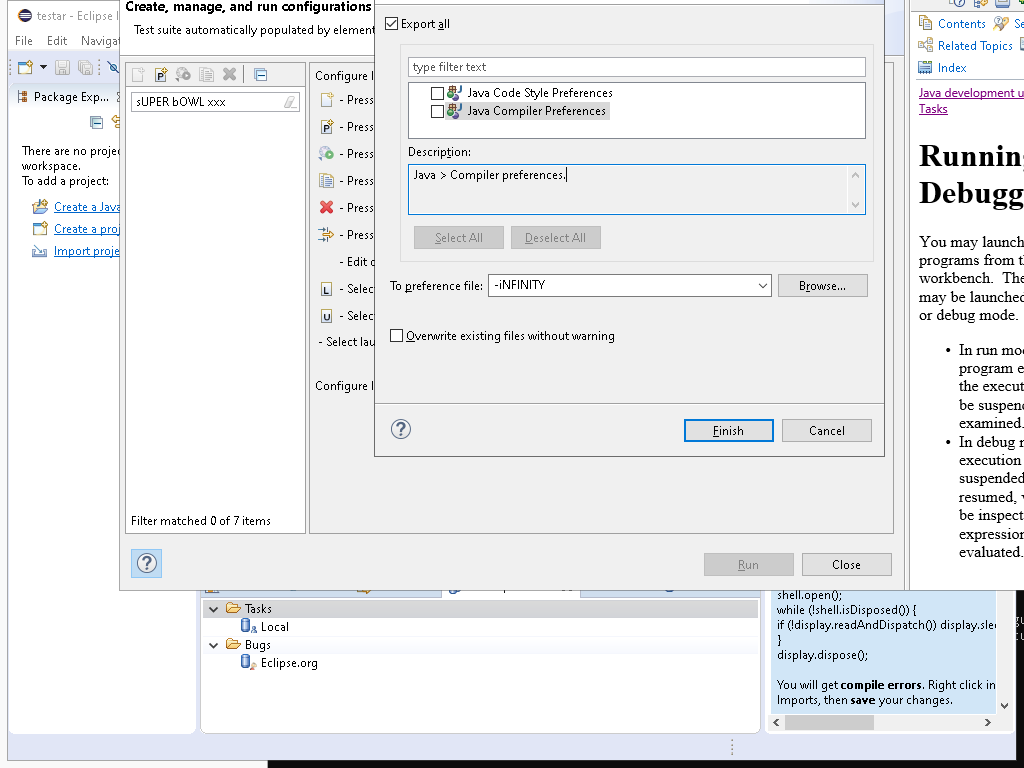 testar - Eclipse I
File Edit Navigat
Package Exp...
There are no projec
workspace.
To add a project:
Create a Java
Create a proj
Import proje
Create, manage, and run configurations
Test suite automatically populated by element
sUPER bOWL xxx
Filter matched 0 of 7 items
Configure l
- Press
- Press
- Press
- Press
- Press
- Press
- Edit c
- Selec
- Selec
- Select lau
Configure l
Run
Close
Export all
type filter text
Java Code Style Preferences
Java Compiler Preferences
Description:
Java > Compiler preferences.
Select All
Deselect All
To preference file:
-iNFINITY
Browse...
Overwrite existing files without warning
Finish
Cancel
Contents
Se
Related Topics
Index
Java development u
Tasks
Running
Debugg
You may launch
programs from th
workbench. The
may be launched
or debug mode.
• In run mod
program e
the execut
be suspend
examined.
• In debug m
execution
suspended
resumed, v
be inspect
expression
evaluated.
Tasks
Local
Bugs
Eclipse.org
shell.open();
while (!shell.isDisposed()) {
if (!display.readAndDispatch()) display.slee
}
display.dispose();
You will get compile errors. Right click in
Imports, then save your changes.